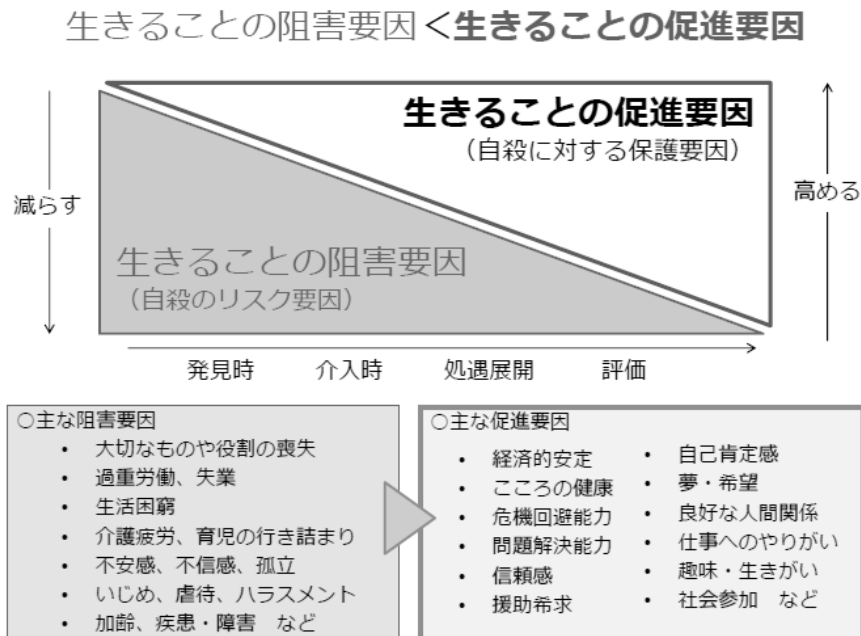 生きることの阻害要因<生きることの促進要因
生きることの促進要因
（自殺に対する保護要因）
減らす
高める
生きることの阻害要因
（自殺のリスク要因）
発見時 介入時 処遇展開 評価
○主な阻害要因
• 大切なものや役割の喪失
• 過重労働、失業
• 生活困窮
• 介護疲労、育児の行き詰まり
• 不安感、不信感、孤立
• いじめ、虐待、ハラスメント
• 加齢、疾患・障害 など
○主な促進要因
• 経済的安定
• こころの健康
• 危機回避能力
• 問題解決能力
• 信頼感
• 援助希求
• 自己肯定感
• 夢・希望
• 良好な人間関係
• 仕事へのやりがい
• 趣味・生きがい
• 社会参加 など